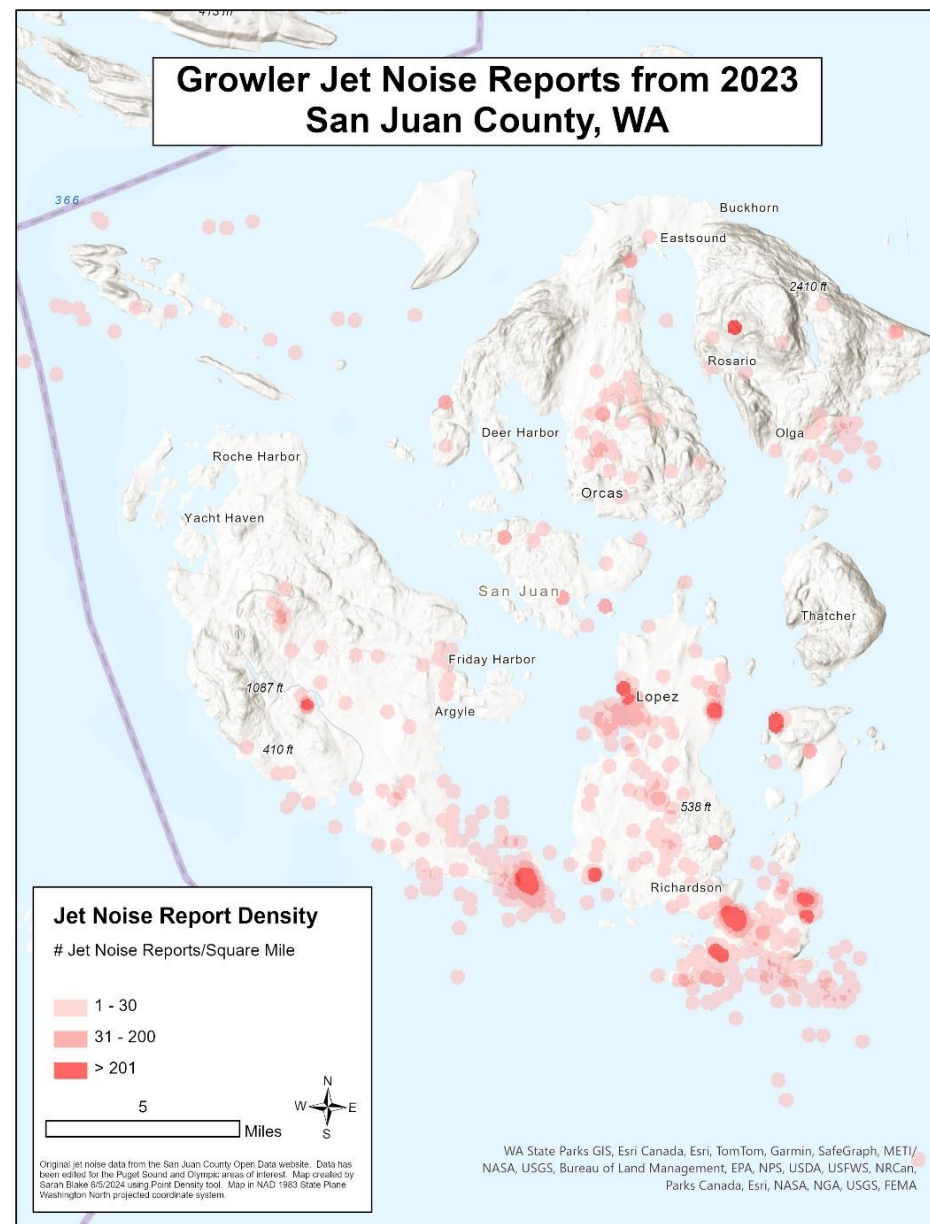 413 ft
Growler Jet Noise Reports from 2023
San Juan County, WA
366
Buckhorn
Eastsound
2410 ft
Rosario
Deer Harbor
Olga
Roche Harbor
Orcas
Yacht Haven
San Juan
Thatcher
Friday Harbor
1087 ft
Lopez
Argyle
410 ft
538 ft
Richardson
Jet Noise Report Density
# Jet Noise Reports/Square Mile
1 - 30
31 - 200
> 201
5
Miles
N
W E
S
Original jet noise data from the San Juan County Open Data website. Data has
been edited for the Puget Sound and Olympic areas of interest. Map created by
Sarah Blake 6/5/2024 using Point Density tool. Map in NAD 1983 State Plane
Washington North projected coordinate system.
WA State Parks GIS, Esri Canada, Esri, TomTom, Garmin, SafeGraph, METI/
NASA, USGS, Bureau of Land Management, EPA, NPS, USDA, USFWS, NRCan,
Parks Canada, Esri, NASA, NGA, USGS, FEMA